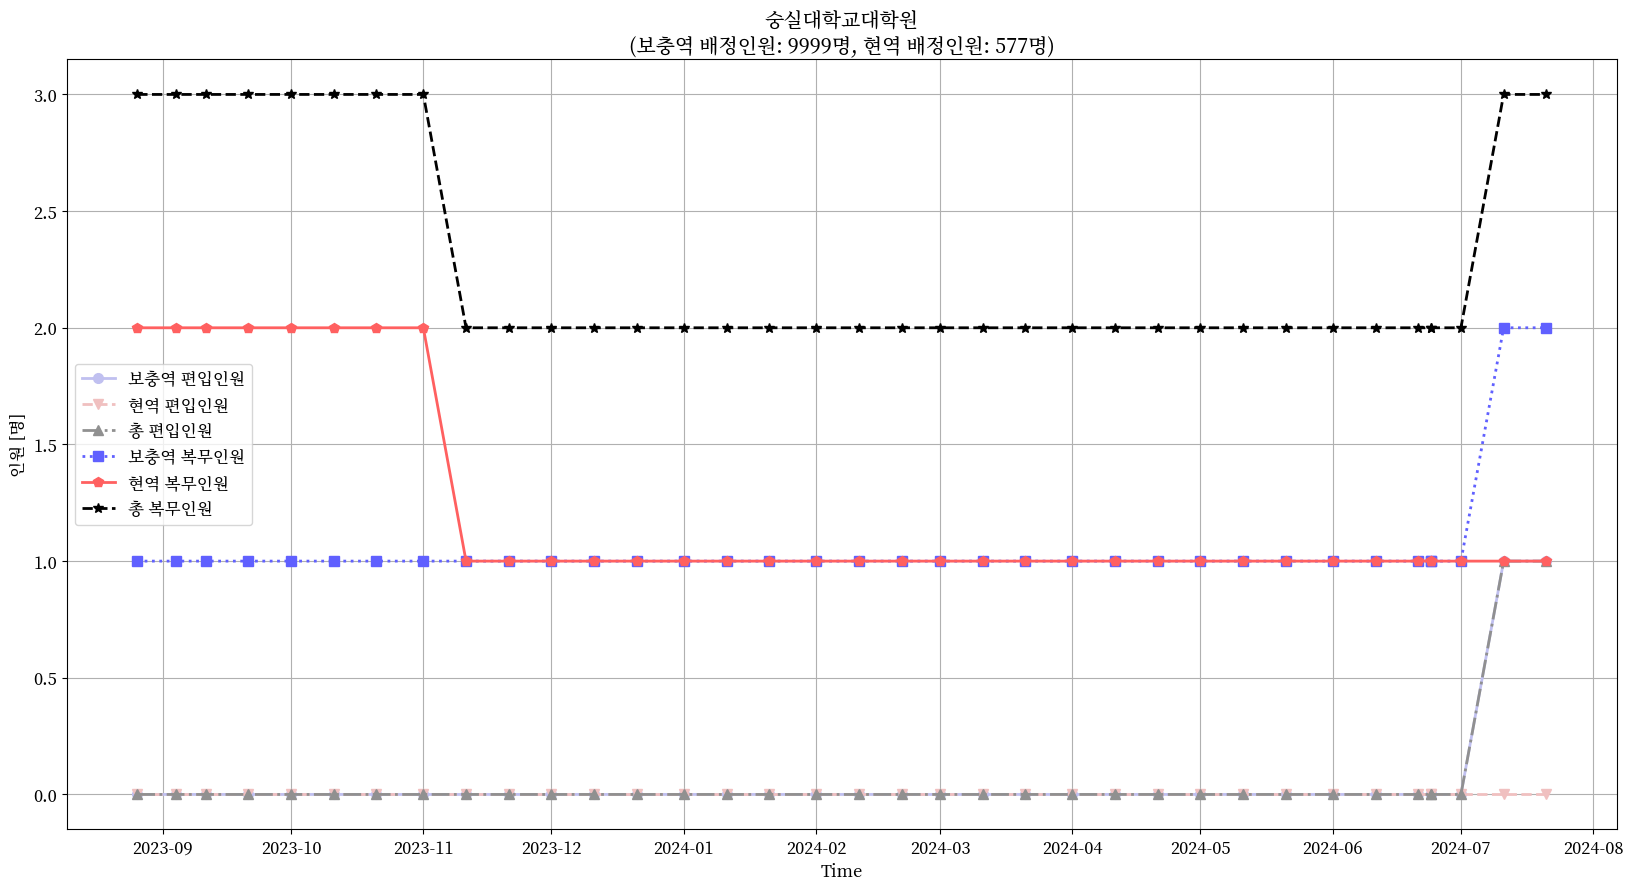 숭실대학교대학원
(보충역 배정인원: 9999명, 현역 배정인원: 577명)
인원 [명]
3.0
2.5
2.0
1.5
1.0
0.5
0.0
보충역 편입인원
현역 편입인원
총 편입인원
보충역 복무인원
현역 복무인원
총 복무인원
2023-09 2023-10 2023-11 2023-12 2024-01 2024-02 2024-03 2024-04 2024-05 2024-06 2024-07 2024-08
Time